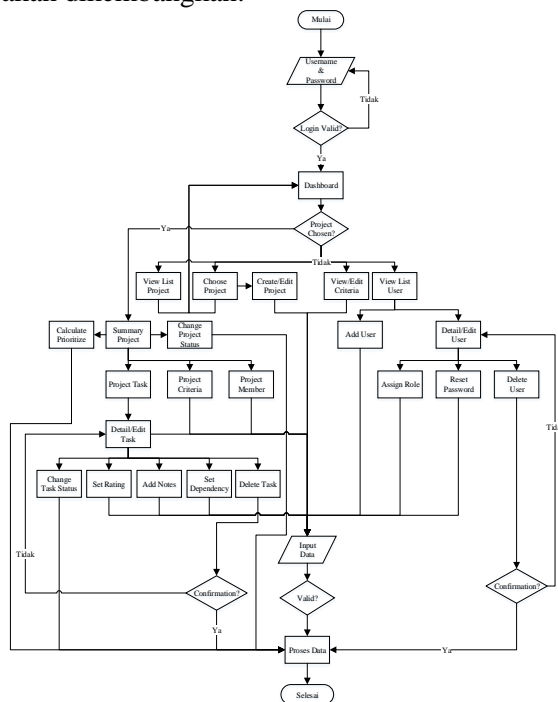 akan dikembangkan.
Mulai
Username
&
Password
Tidak
Login Valid?
Ya
Dashboard
Project
Chosen?
Ya
Tidak
View List
Project
Choose
Project
Create/Edit
Project
View/Edit
Criteria
View List
User
Calculate
Prioritize
Summary
Project
Change
Project
Status
Add User
Detail/Edit
User
Project Task
Project
Criteria
Project
Member
Assign Role
Reset
Password
Delete
User
Detail/Edit
Task
Tid
Change
Task Status
Set Rating
Add Notes
Set
Dependency
Delete Task
Tidak
Input
Data
Confirmation?
Valid?
Confirmation?
Ya
Proses Data
Ya
Selesai